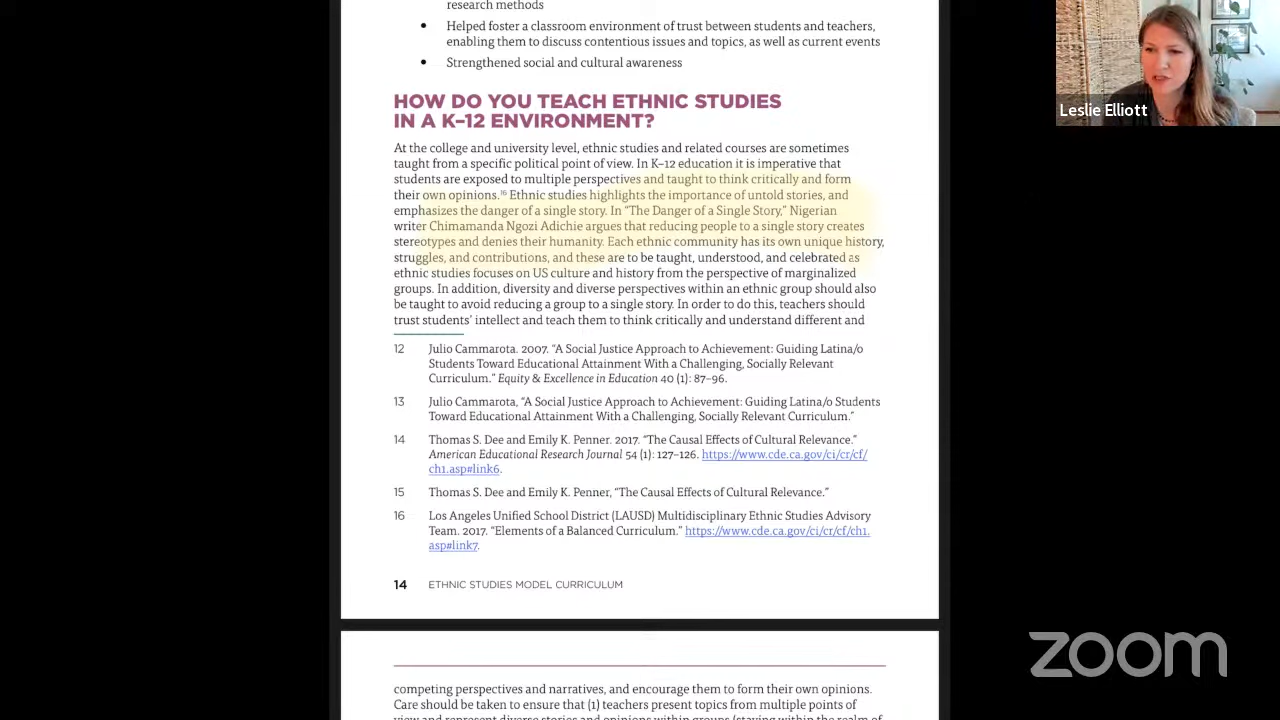 research methods
• Helped foster a classroom environment of trust between students and teachers,
enabling them to discuss contentious issues and topics, as well as current events
• Strengthened social and cultural awareness
HOW DO YOU TEACH ETHNIC STUDIES
IN A K–12 ENVIRONMENT?
At the college and university level, ethnic studies and related courses are sometimes
taught from a specific political point of view. In K–12 education it is imperative that
students are exposed to multiple perspectives and taught to think critically and form
their own opinions.16 Ethnic studies highlights the importance of untold stories, and
emphasizes the danger of a single story. In “The Danger of a Single Story,” Nigerian
writer Chimamanda Ngozi Adichie argues that reducing people to a single story creates
stereotypes and denies their humanity. Each ethnic community has its own unique history,
struggles, and contributions, and these are to be taught, understood, and celebrated as
ethnic studies focuses on US culture and history from the perspective of marginalized
groups. In addition, diversity and diverse perspectives within an ethnic group should also
be taught to avoid reducing a group to a single story. In order to do this, teachers should
trust students’ intellect and teach them to think critically and understand different and
12 Julio Cammarota. 2007. “A Social Justice Approach to Achievement: Guiding Latina/o
Students Toward Educational Attainment With a Challenging, Socially Relevant
Curriculum.” Equity & Excellence in Education 40 (1): 87–96.
13 Julio Cammarota, “A Social Justice Approach to Achievement: Guiding Latina/o Students
Toward Educational Attainment With a Challenging, Socially Relevant Curriculum.”
14 Thomas S. Dee and Emily K. Penner. 2017. “The Causal Effects of Cultural Relevance.”
American Educational Research Journal 54 (1): 127–126. https://www.cde.ca.gov/ci/cr/cf/
ch1.asp#link6.
15 Thomas S. Dee and Emily K. Penner, “The Causal Effects of Cultural Relevance.”
16 Los Angeles Unified School District (LAUSD) Multidisciplinary Ethnic Studies Advisory
Team. 2017. “Elements of a Balanced Curriculum.” https://www.cde.ca.gov/ci/cr/cf/ch1.
asp#link7.
14 ETHNIC STUDIES MODEL CURRICULUM
competing perspectives and narratives, and encourage them to form their own opinions.
Care should be taken to ensure that (1) teachers present topics from multiple points of
view and represent diverse stories and opinions within groups (staying within the realm of
Leslie Elliott
zoom